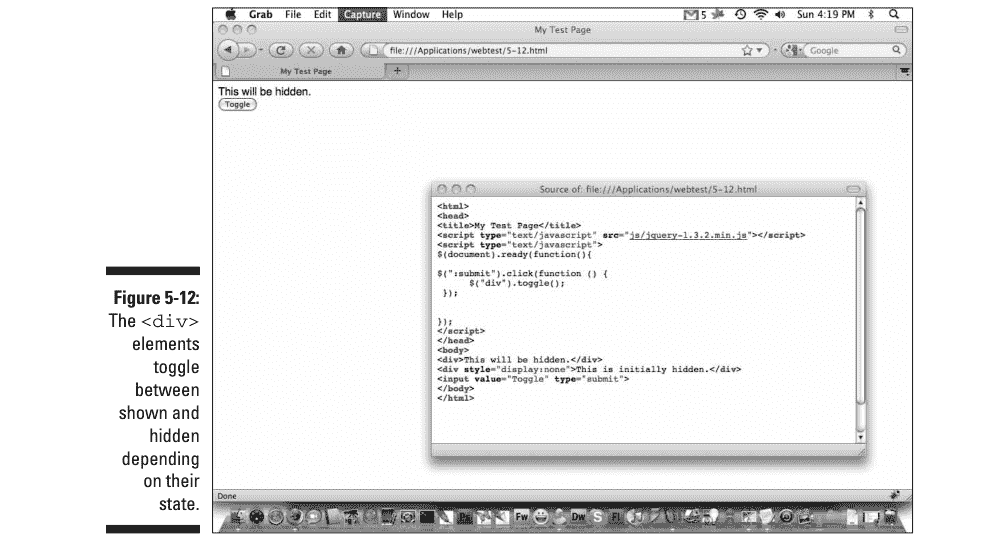 Grab File Edit Capture Window Help 5 Sun 4:19 PM
My Test Page
file:///Applications/webtest/5-12.html Google
My Test Page +
This will be hidden.
Toggle
Source of: file:///Applications/webtest/5-12.html
<html>
<head>
<title>My Test Page</title>
<script type="text/javascript" src="js/jquery-1.3.2.min.js"></script>
<script type="text/javascript">
$(document).ready(function(){
$(":submit").click(function () {
$("div").toggle();
});
});
</script>
</head>
<body>
<div>This will be hidden.</div>
<div style="display:none">This is initially hidden.</div>
<input value="Toggle" type="submit">
</body>
</html>
Figure 5-12:
The <div>
elements
toggle
between
shown and
hidden
depending
on their
state.
Done
Fw Dw S Fl